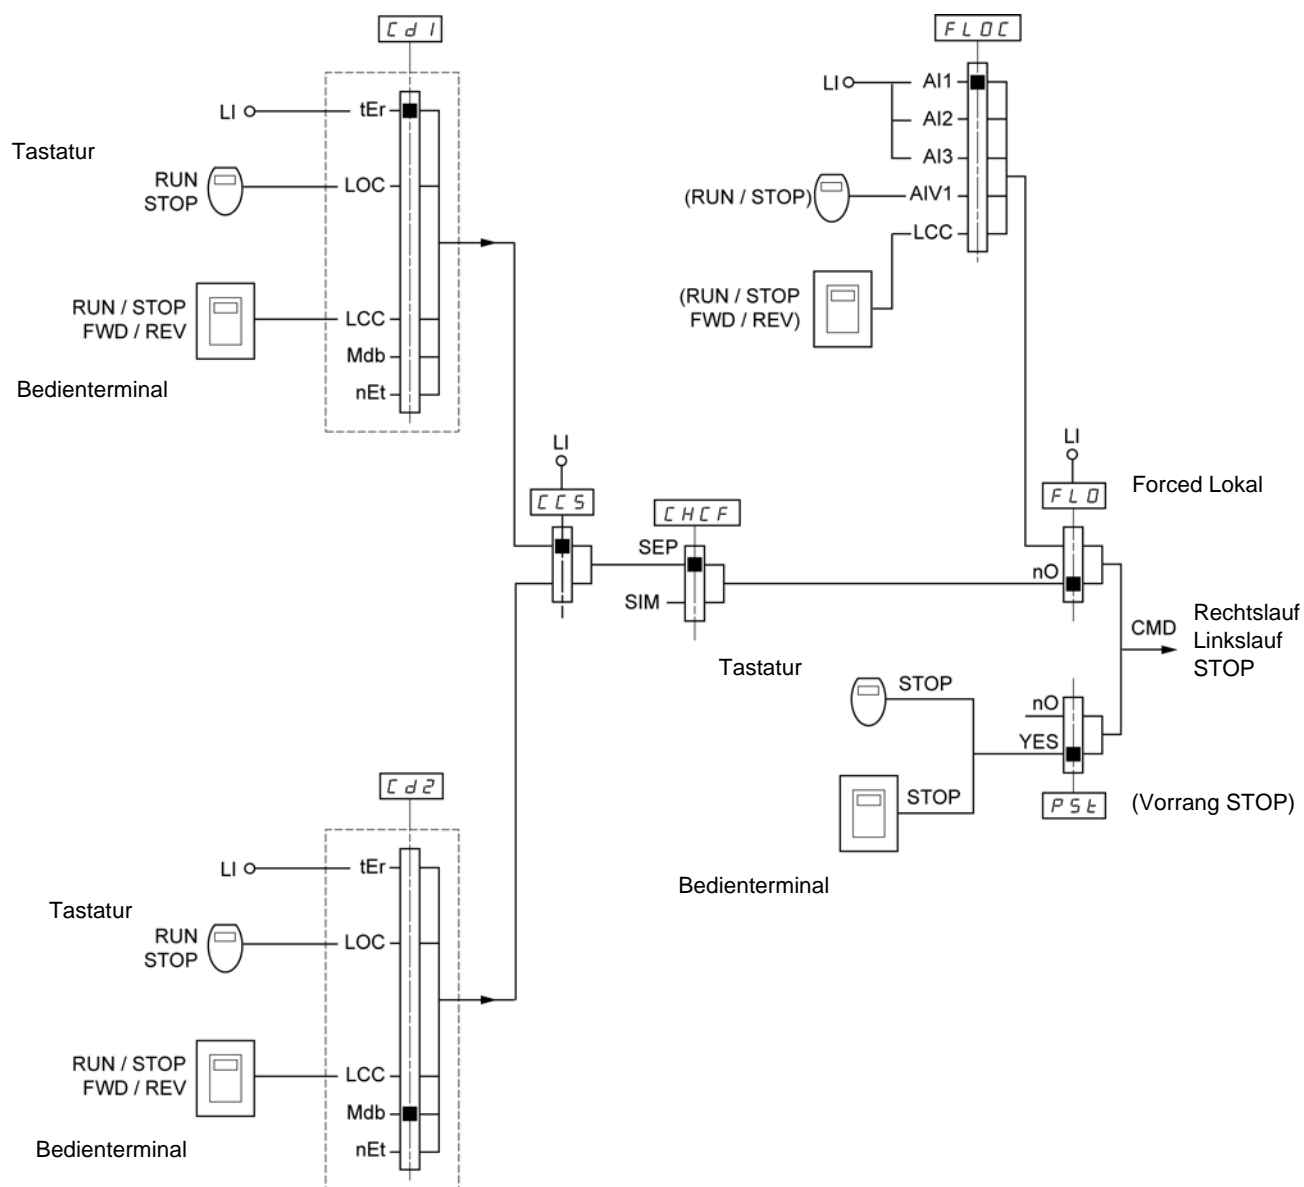 Cd1
LI
tEr
Tastatur
RUN
STOP
LOC
RUN / STOP
FWD / REV
LCC
Mdb
nEt
Bedienterminal
FLOC
LI
AI1
AI2
AI3
(RUN / STOP)
AIV1
LCC
(RUN / STOP
FWD / REV)
LI
CCS
CHCF
SEP
SIM
LI
FLO
Forced Lokal
nO
CMD
Rechtslauf
Linkslauf
STOP
Tastatur
STOP
nO
YES
STOP
PSt
(Vorrang STOP)
Bedienterminal
Cd2
LI
tEr
Tastatur
RUN
STOP
LOC
RUN / STOP
FWD / REV
LCC
Mdb
nEt
Bedienterminal